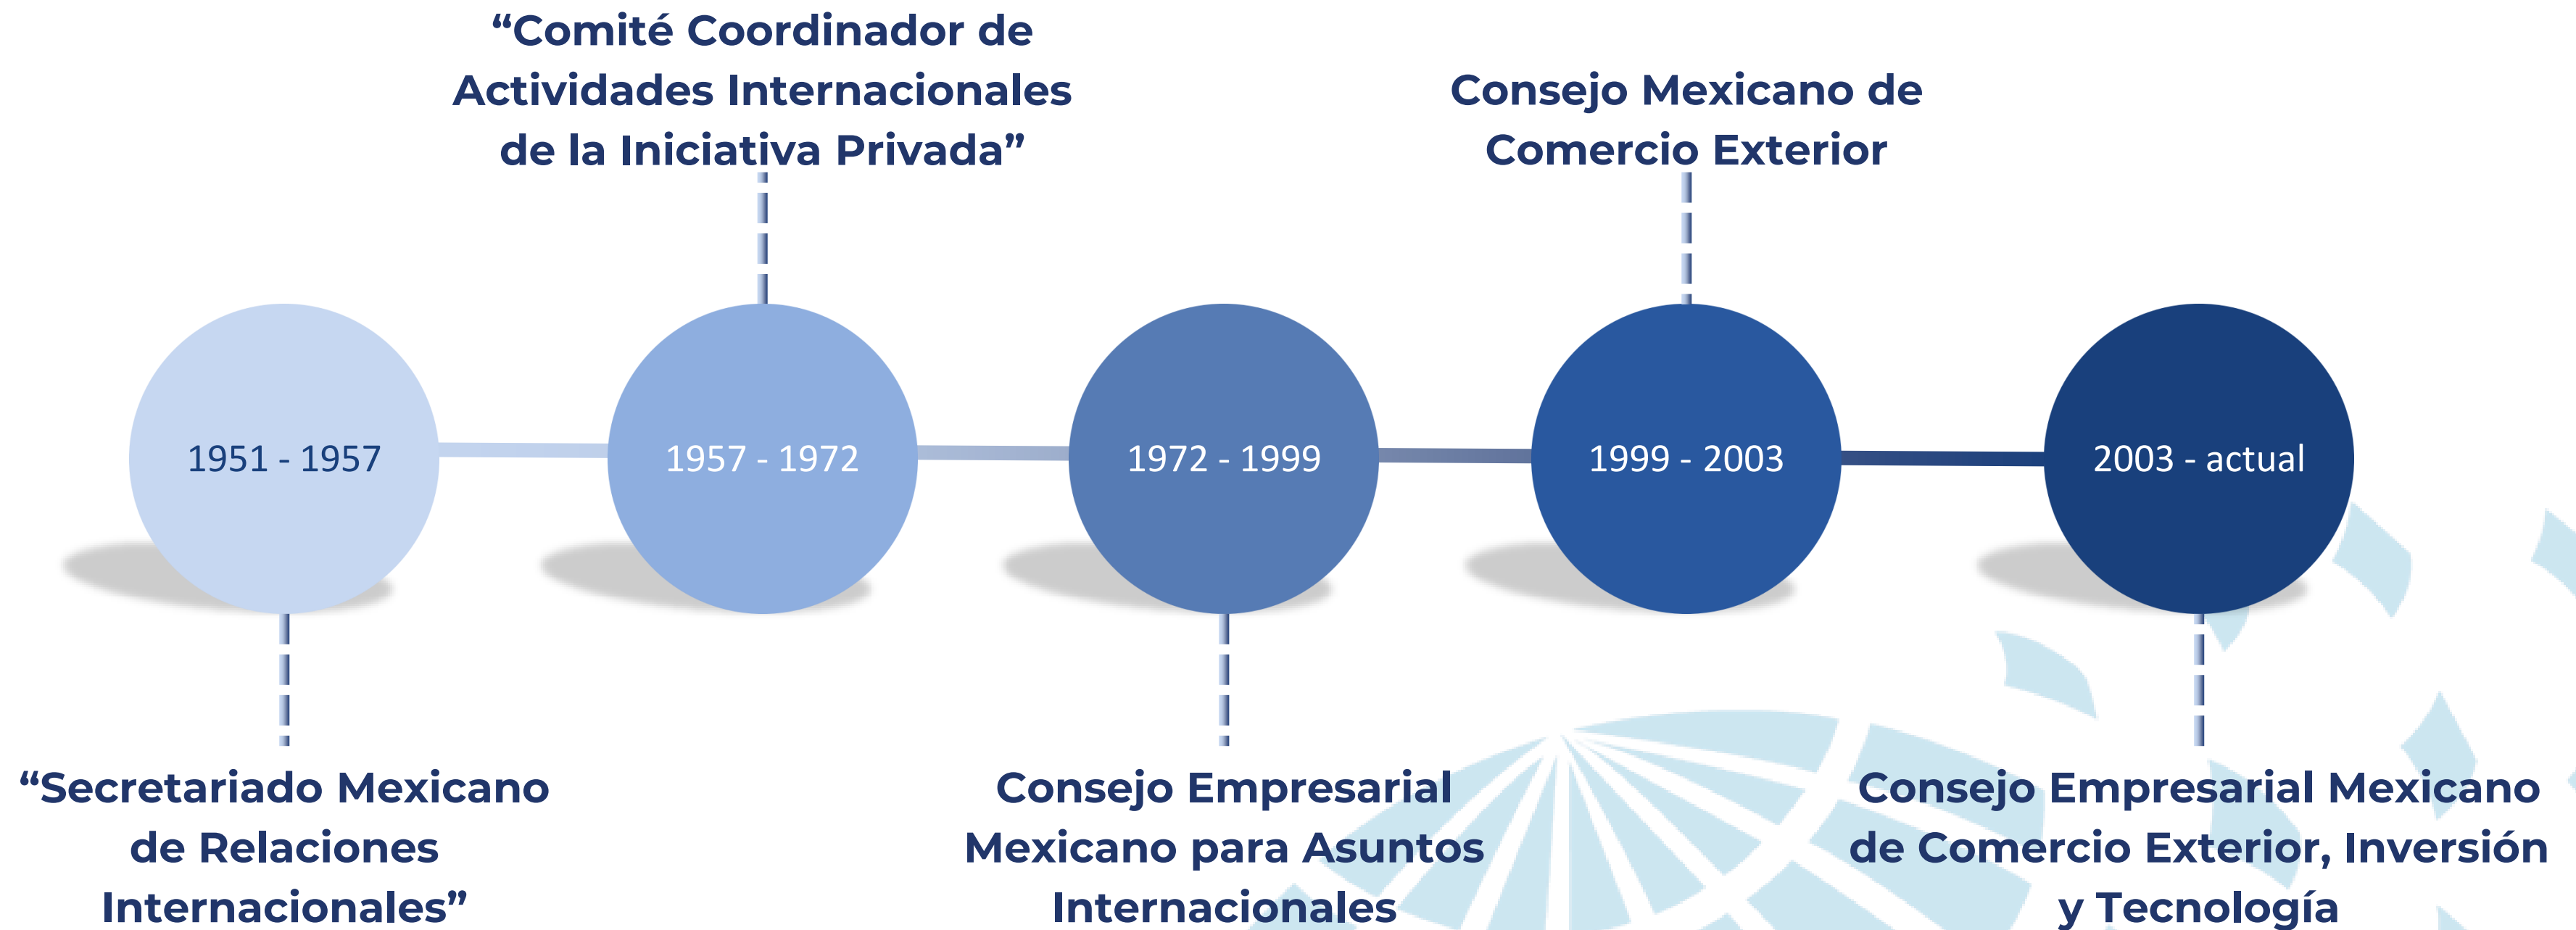 “Comité Coordinador de
Actividades Internacionales
de la Iniciativa Privada”
Consejo Mexicano de
Comercio Exterior
1951 - 1957
1957 - 1972
1972 - 1999
1999 - 2003
2003 - actual
“Secretariado Mexicano
de Relaciones
Internacionales”
Consejo Empresarial
Mexicano para Asuntos
Internacionales
Consejo Empresarial Mexicano
de Comercio Exterior, Inversión
y Tecnología